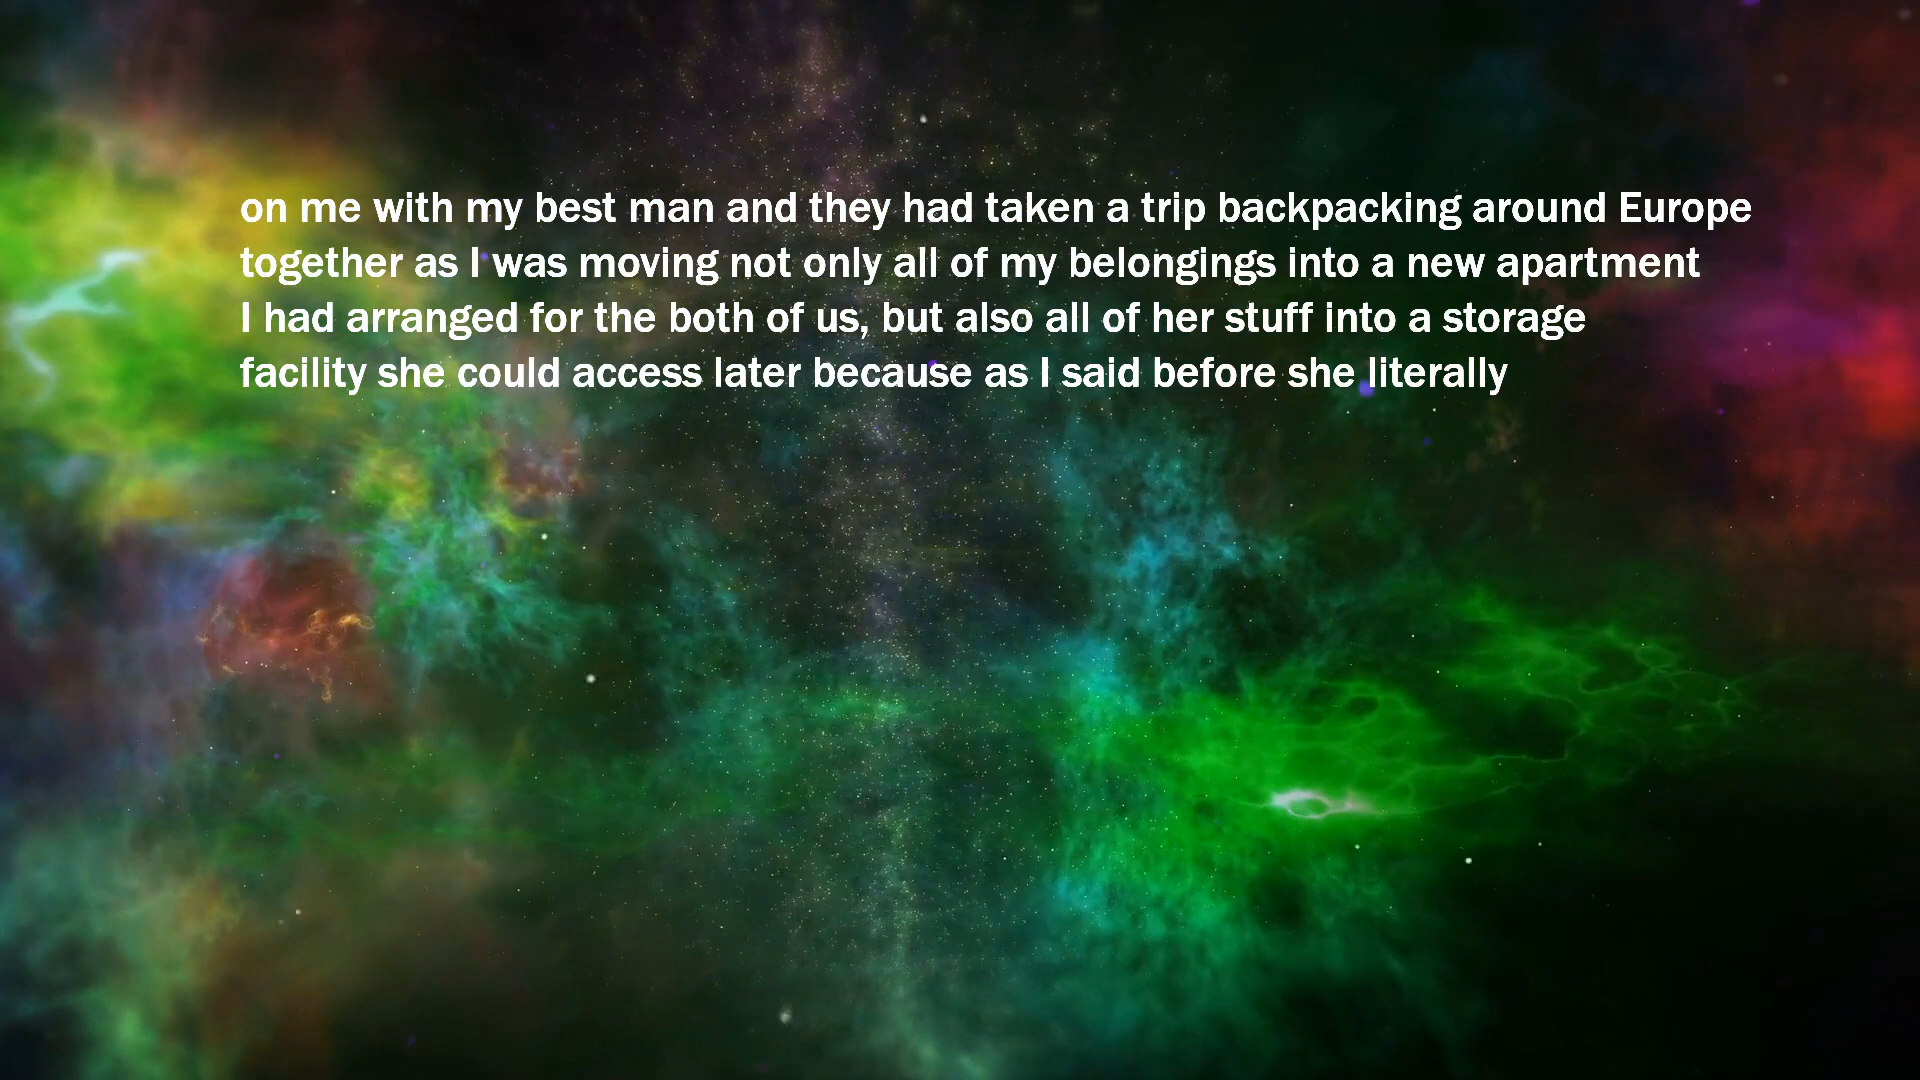 on me with my best man and they had taken a trip backpacking around Europe
together as I was moving not only all of my belongings into a new apartment
I had arranged for the both of us, but also all of her stuff into a storage
facility she could access later because as I said before she literally